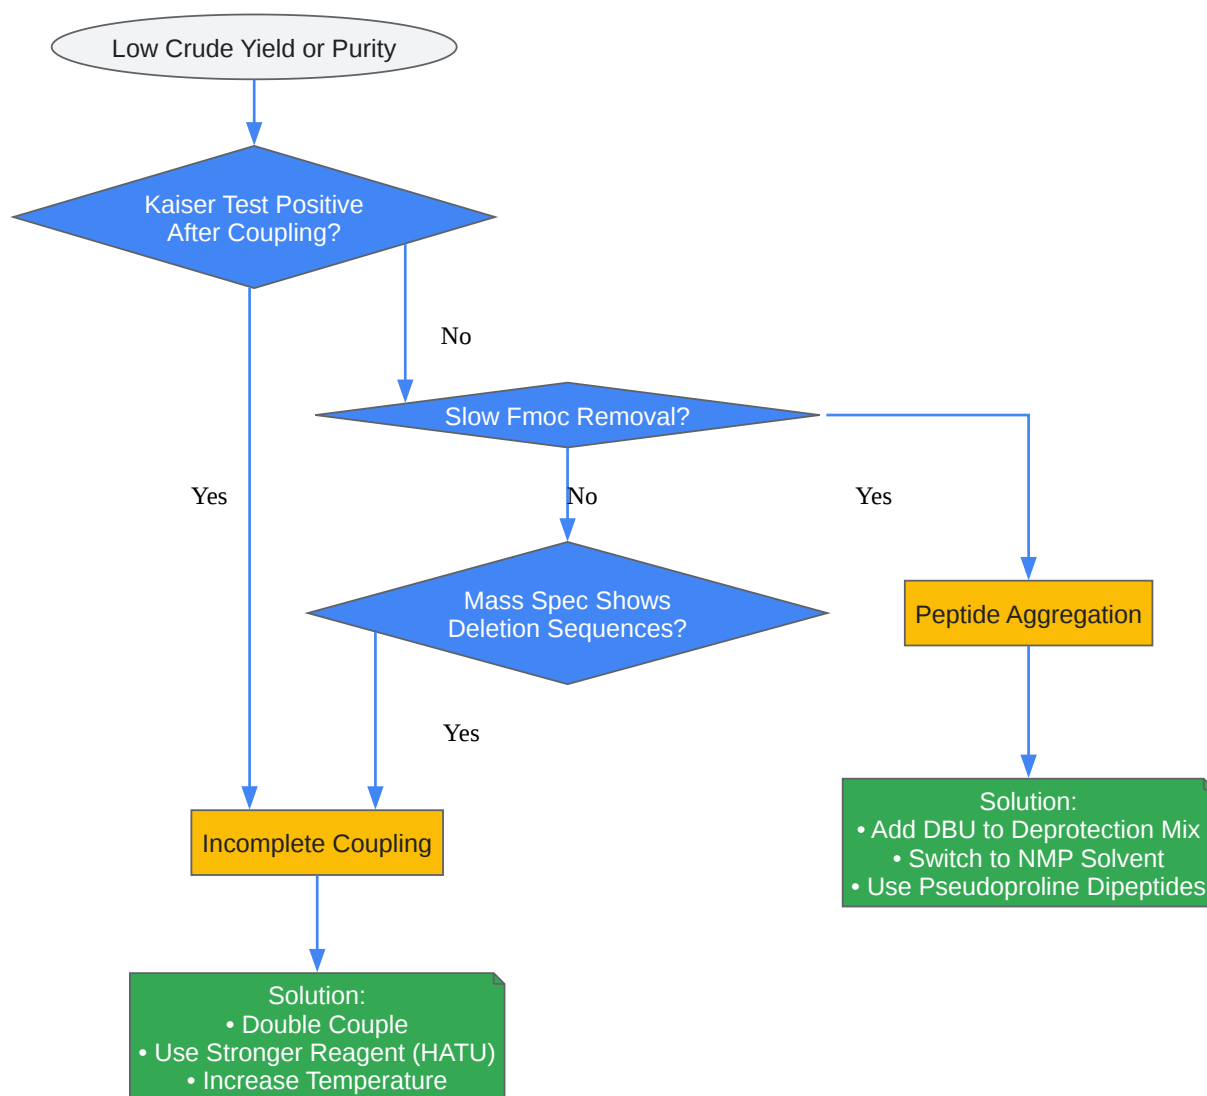 Low Crude Yield or Purity
Kaiser Test Positive
After Coupling?
No
Slow Fmoc Removal?
Yes
No
Yes
Mass Spec Shows
Deletion Sequences?
Peptide Aggregation
Yes
Solution:
• Add DBU to Deprotection Mix
• Switch to NMP Solvent
• Use Pseudoproline Dipeptides
Incomplete Coupling
Solution:
• Double Couple
• Use Stronger Reagent (HATU)
• Increase Temperature